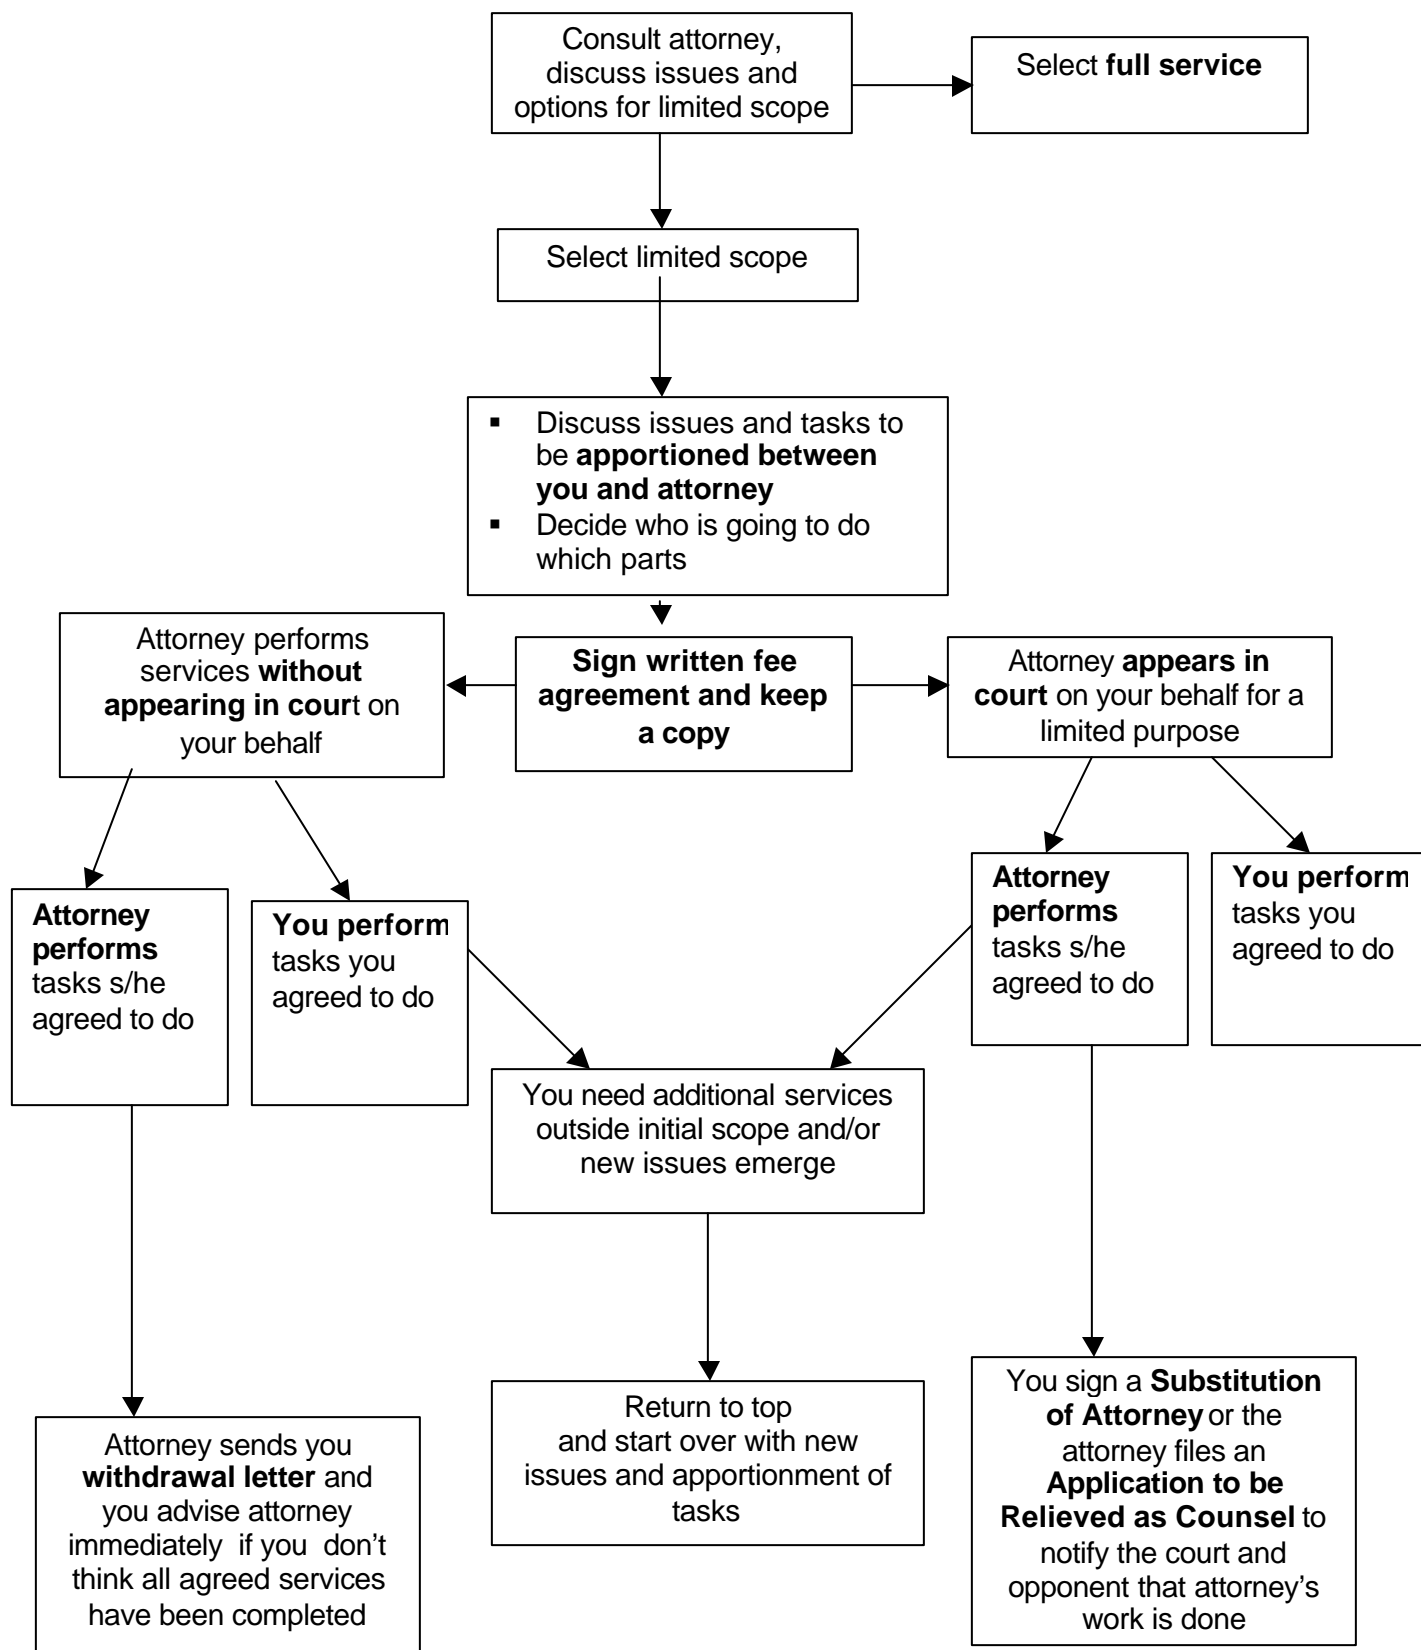 Consult attorney,
discuss issues and
options for limited scope
Select full service
Select limited scope
▪ Discuss issues and tasks to
be apportioned between
you and attorney
▪ Decide who is going to do
which parts
Attorney performs
services without
appearing in court on
your behalf
Sign written fee
agreement and keep
a copy
Attorney appears in
court on your behalf for a
limited purpose
Attorney
performs
tasks s/he
agreed to do
You perform
tasks you
agreed to do
Attorney
performs
tasks s/he
agreed to do
You perform
tasks you
agreed to do
You need additional services
outside initial scope and/or
new issues emerge
Attorney sends you
withdrawal letter and
you advise attorney
immediately if you don't
think all agreed services
have been completed
Return to top
and start over with new
issues and apportionment of
tasks
You sign a Substitution
of Attorney or the
attorney files an
Application to be
Relieved as Counsel to
notify the court and
opponent that attorney's
work is done